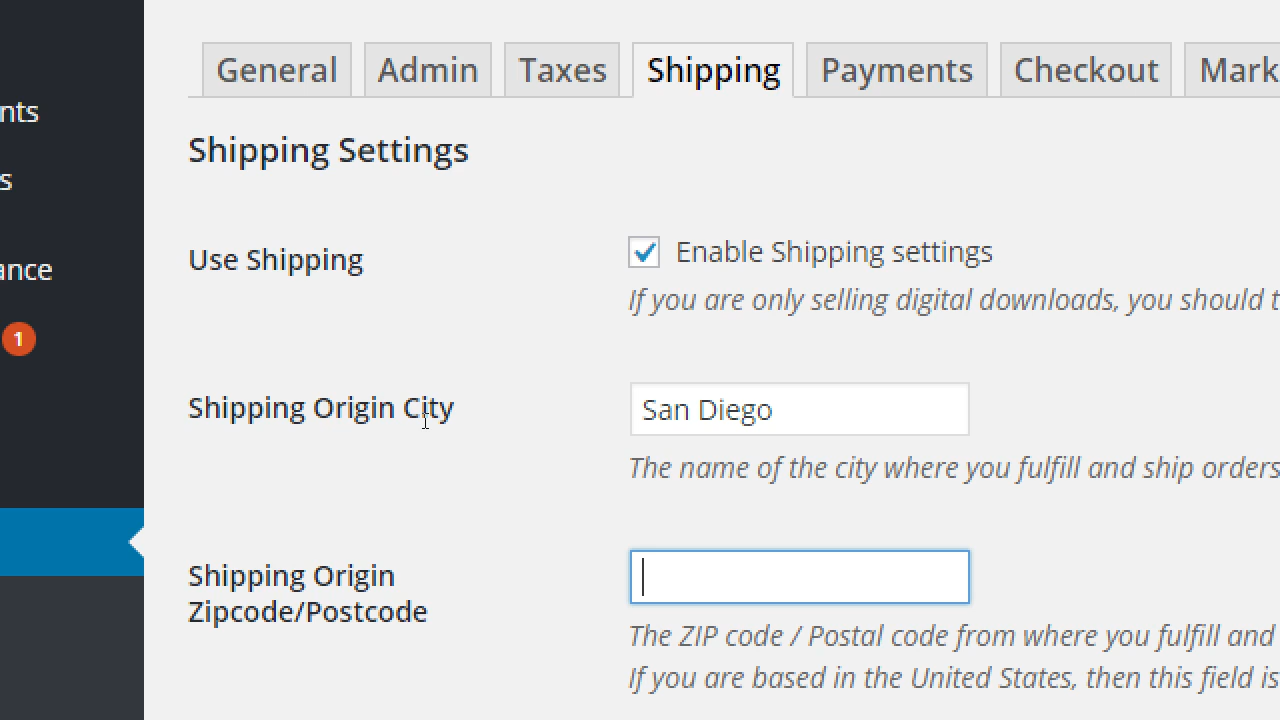 General Admin Taxes Shipping Payments Checkout Mark
nts
Shipping Settings
s
Use Shipping
Enable Shipping settings
ance
If you are only selling digital downloads, you should t
1
Shipping Origin City
San Diego
The name of the city where you fulfill and ship orders
Shipping Origin
Zipcode/Postcode
The ZIP code / Postal code from where you fulfill and
If you are based in the United States, then this field is